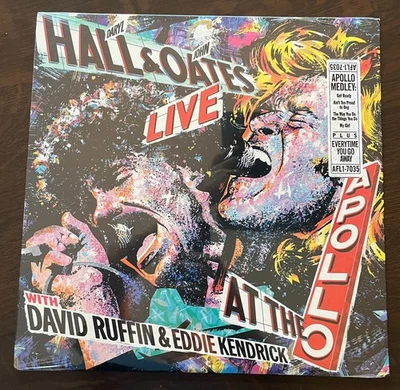 DARYL
HALL & JOHN OATES
LIVE
AT THE
APOLLO
WITH
DAVID RUFFIN & EDDIE KENDRICK
AFL1-7035
APOLLO
MEDLEY:
Get Ready
Ain't Too Proud
to Beg
The Way You Do
the Things You Do
My Girl
PLUS
EVERYTIME
YOU GO
AWAY
AFL1-7035